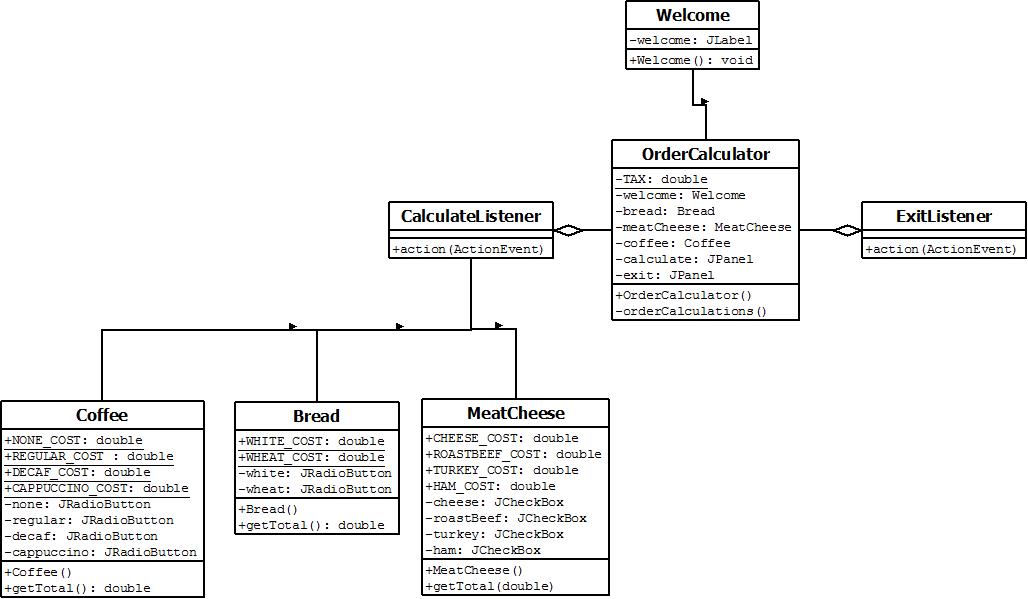 Welcome
-welcome: JLabel
+Welcome(): void
OrderCalculator
-TAX: double
-welcome: Welcome
-bread: Bread
-meatCheese: MeatCheese
-coffee: Coffee
-calculate: JPanel
-exit: JPanel
+OrderCalculator()
-orderCalculations()
CalculateListener
+action(ActionEvent)
ExitListener
+action(ActionEvent)
Coffee
+NONE_COST: double
+REGULAR_COST : double
+DECAF_COST: double
+CAPPUCCINO_COST: double
-none: JRadioButton
-regular: JRadioButton
-decaf: JRadioButton
-cappuccino: JRadioButton
+Coffee()
+getTotal(): double
Bread
+WHITE_COST: double
+WHEAT_COST: double
-white: JRadioButton
-wheat: JRadioButton
+Bread()
+getTotal(): double
MeatCheese
+CHEESE_COST: double
+ROASTBEEF_COST: double
+TURKEY_COST: double
+HAM_COST: double
-cheese: JCheckBox
-roastBeef: JCheckBox
-turkey: JCheckBox
-ham: JCheckBox
+MeatCheese()
+getTotal(double)